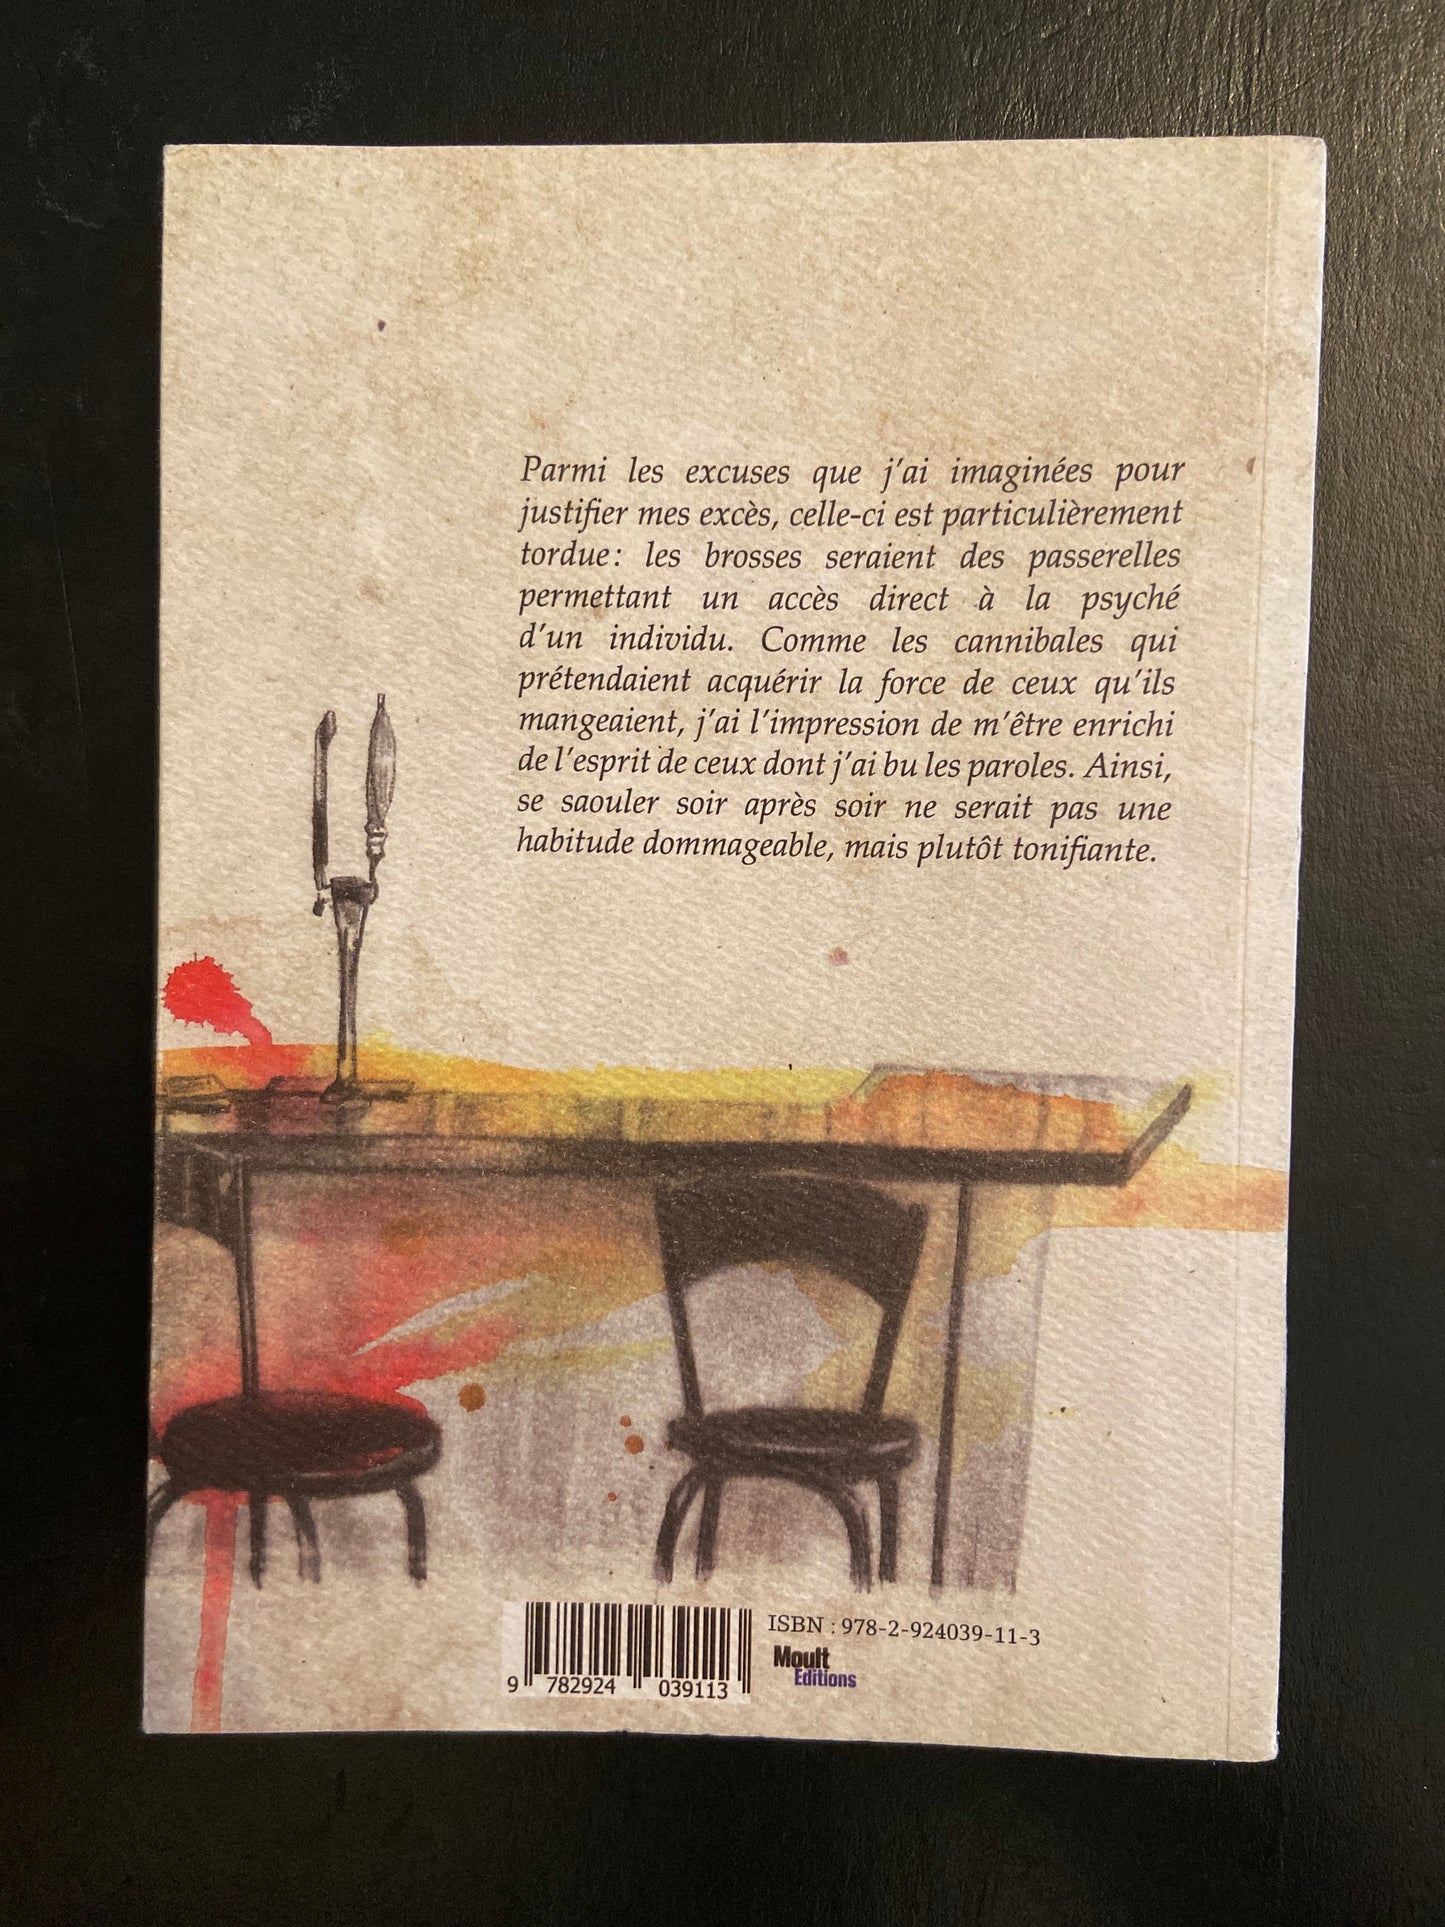 Parmi les excuses que j'ai imaginées pour
justifier mes excès, celle-ci est particulièrement
tordue : les brosses seraient des passerelles
permettant un accès direct à la psyché
d'un individu. Comme les cannibales qui
prétendaient acquérir la force de ceux qu'ils
mangeaient, j'ai l'impression de m'être enrichi
de l'esprit de ceux dont j'ai bu les paroles. Ainsi,
se saouler soir après soir ne serait pas une
habitude dommageable, mais plutôt tonifiante.
ISBN : 978-2-924039-11-3
Moult
Editions
9 782924 039113